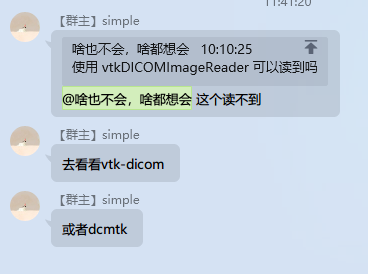 11:41:20
【群主】simple
啥也不会，啥都想会 10:10:25
使用 vtkDICOMImageReader 可以读到吗
@啥也不会，啥都想会 这个读不到
【群主】simple
去看看vtk-dicom
【群主】simple
或者dcmtk